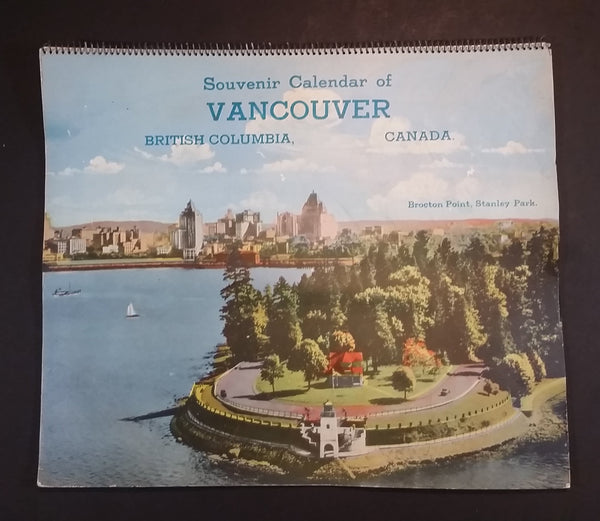 Souvenir Calendar of
VANCOUVER
BRITISH COLUMBIA, CANADA.
Brocton Point, Stanley Park.